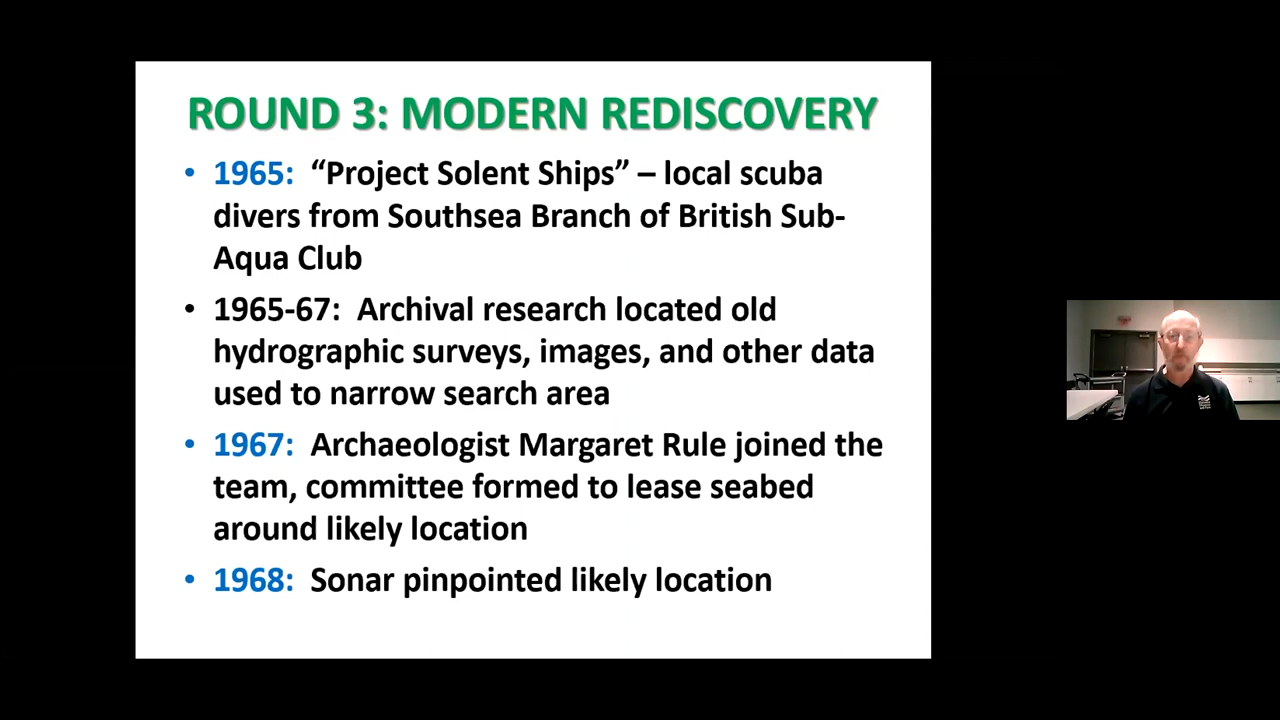 ROUND 3: MODERN REDISCOVERY
• 1965: “Project Solent Ships” – local scuba
divers from Southsea Branch of British Sub-
Aqua Club
• 1965-67: Archival research located old
hydrographic surveys, images, and other data
used to narrow search area
• 1967: Archaeologist Margaret Rule joined the
team, committee formed to lease seabed
around likely location
• 1968: Sonar pinpointed likely location